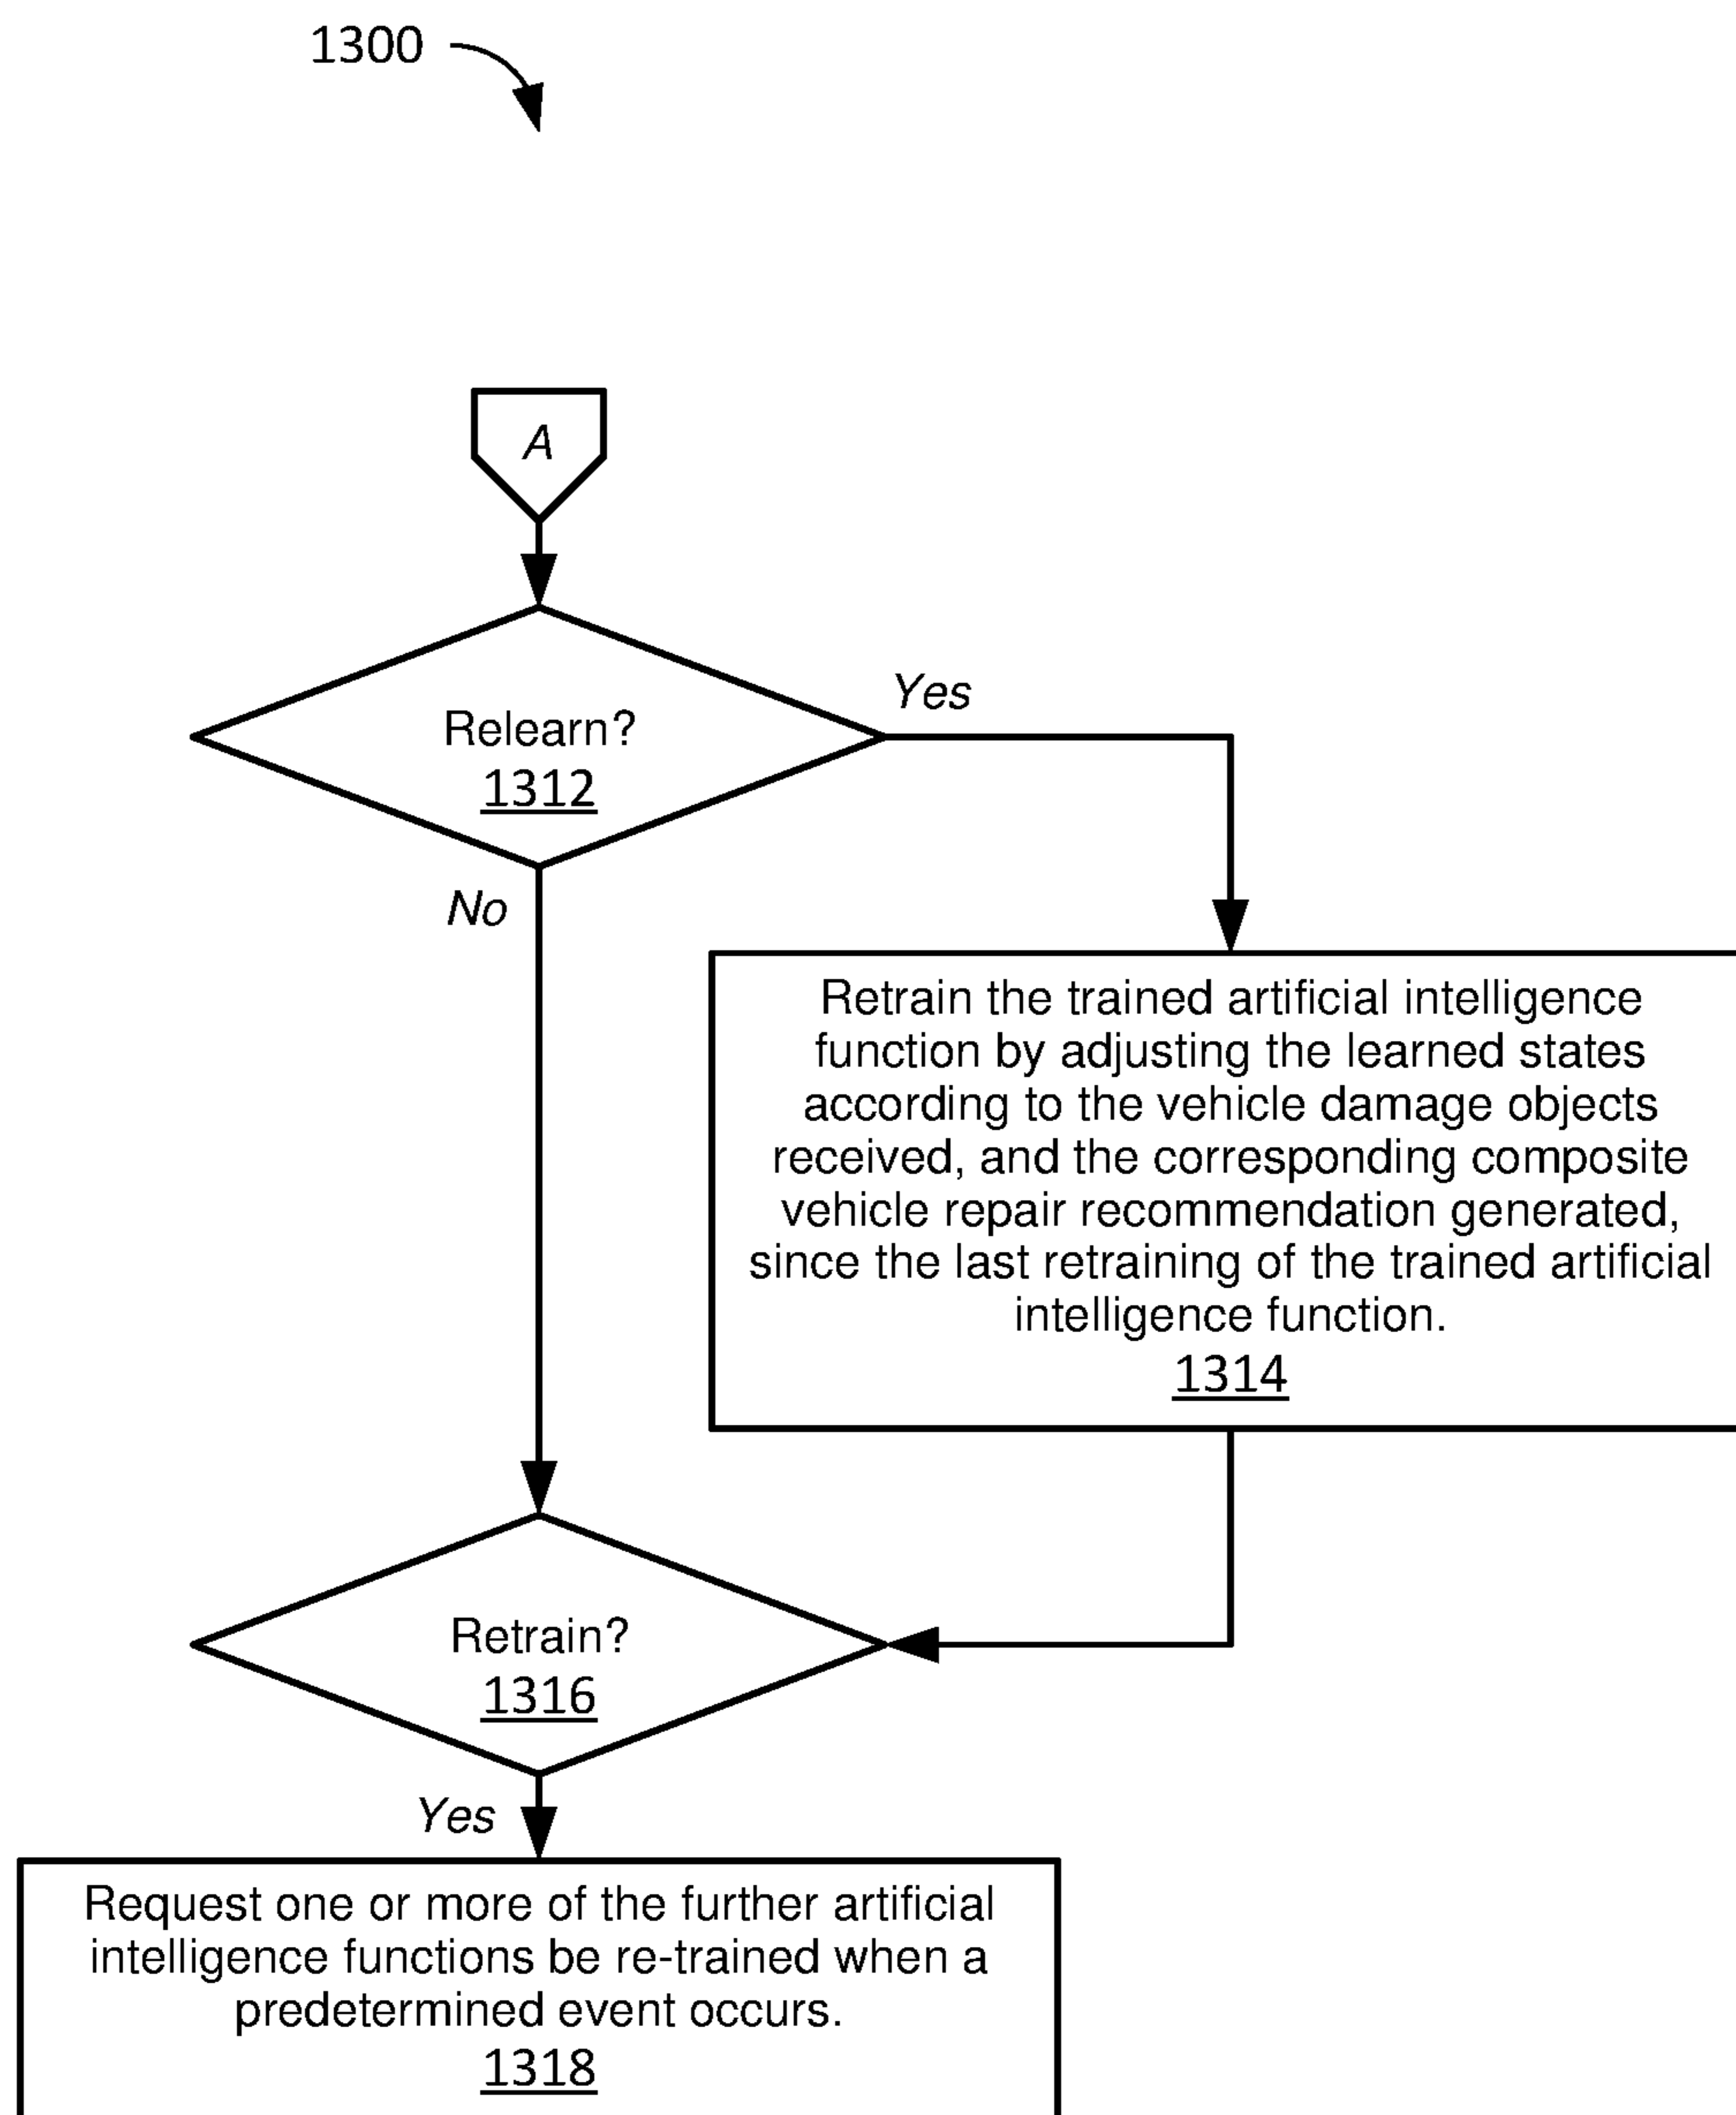 1300
A
Relearn?
1312
Yes
No
Retrain the trained artificial intelligence
function by adjusting the learned states
according to the vehicle damage objects
received, and the corresponding composite
vehicle repair recommendation generated,
since the last retraining of the trained artificial
intelligence function.
1314
Retrain?
1316
Yes
Request one or more of the further artificial
intelligence functions be re-trained when a
predetermined event occurs.
1318